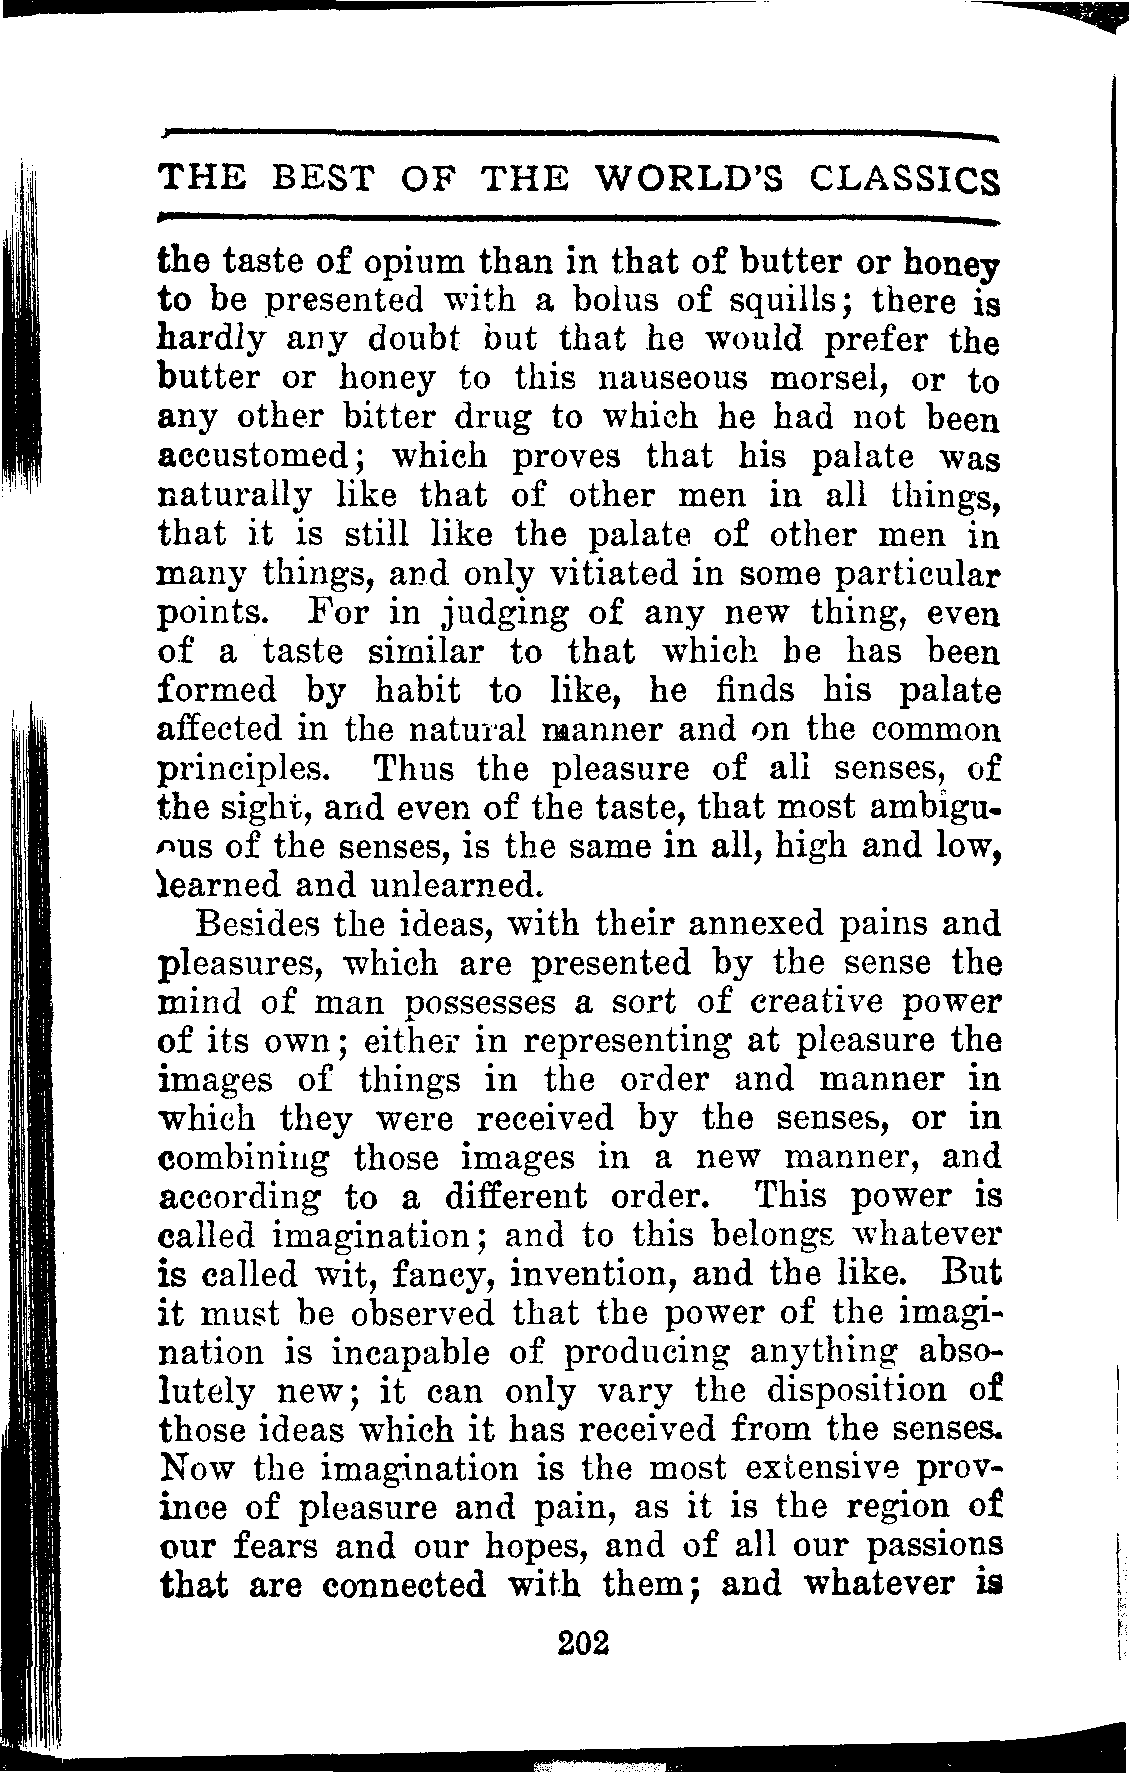 THE BEST OF THE WORLD'S CLASSICS
the taste of opium than in that of butter or honey
to be presented with a bolus of squills; there is
hardly any doubt but that he would prefer the
butter or honey to this nauseous morsel, or to
any other bitter drug to which he had not been
accustomed; which proves that his palate was
naturally like that of other men in all things,
that it is still like the palate of other men in
many things, and only vitiated in some particular
points. For in judging of any new thing, even
of a taste similar to that which he has been
formed by habit to like, he finds his palate
affected in the natural manner and on the common
principles. Thus the pleasure of all senses, of
the sight, and even of the taste, that most ambigu-
ous of the senses, is the same in all, high and low,
learned and unlearned.
Besides the ideas, with their annexed pains and
pleasures, which are presented by the sense the
mind of man possesses a sort of creative power
of its own; either in representing at pleasure the
images of things in the order and manner in
which they were received by the senses, or in
combining those images in a new manner, and
according to a different order. This power is
called imagination; and to this belongs whatever
is called wit, fancy, invention, and the like. But
it must be observed that the power of the imagi-
nation is incapable of producing anything abso-
lutely new; it can only vary the disposition of
those ideas which it has received from the senses.
Now the imagination is the most extensive prov-
ince of pleasure and pain, as it is the region of
our fears and our hopes, and of all our passions
that are connected with them; and whatever is
202